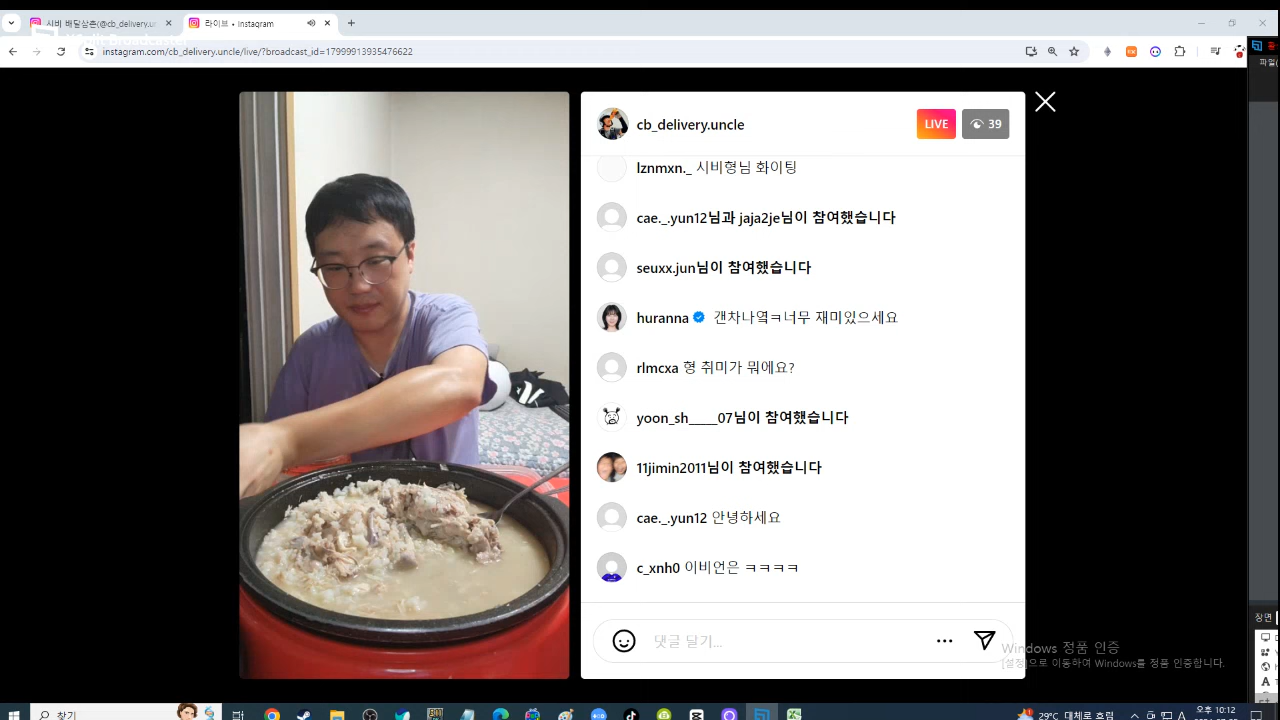 시비 배달삼촌(@cb_delivery.un
라이브 • Instagram
instagram.com/cb_delivery.uncle/live/?broadcast_id=17999913935476622
파일(
cb_delivery.uncle
LIVE
39
lznmxn._ 시비형님 화이팅
cae._.yun12님과 jaja2je님이 참여했습니다
seuxx.jun님이 참여했습니다
huranna 갠차나옄ㅋ너무 재미있으세요
rlmcxa 형 취미가 뭐에요?
yoon_sh_____07님이 참여했습니다
11jimin2011님이 참여했습니다
cae._.yun12 안녕하세요
c_xnh0 이비언은 ㅋㅋㅋㅋ
댓글 달기...
Windows 정품 인증
[설정]으로 이동하여 Windows를 정품 인증합니다.
장면
찾기
29°C 대체로 흐림
A
오후 10:12